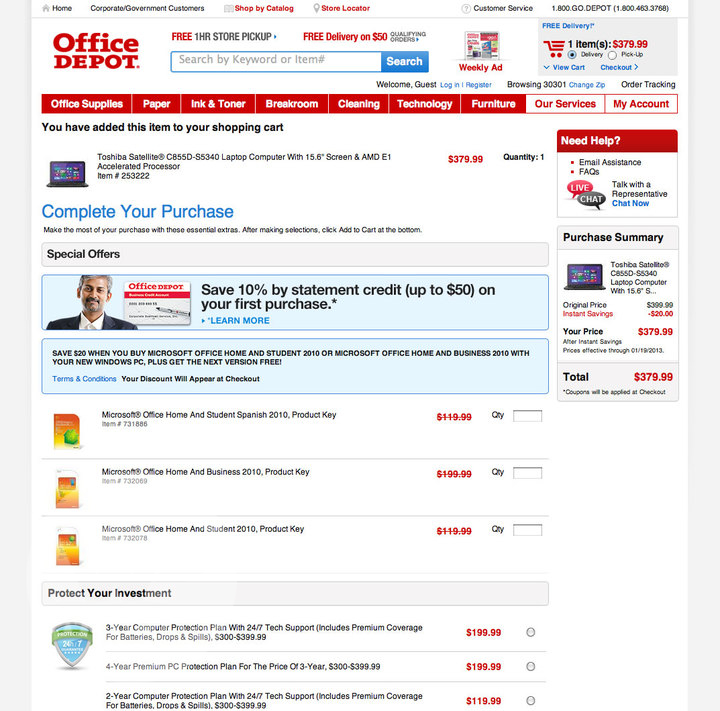 Home
Corporate/Government Customers
Shop by Catalog
Store Locator
Customer Service
1.800.GO.DEPOT (1.800.463.3768)
Office
DEPOT.
FREE 1HR STORE PICKUP
FREE Delivery on $50 QUALIFYING ORDERS
Search by Keyword or Item#
Search
Weekly Ad
FREE Delivery!*
1 item(s): $379.99
Delivery
Pick-Up
View Cart
Checkout
Welcome, Guest Log in | Register
Browsing 30301 Change Zip
Order Tracking
Office Supplies
Paper
Ink & Toner
Breakroom
Cleaning
Technology
Furniture
Our Services
My Account
You have added this item to your shopping cart
Toshiba Satellite® C855D-S5340 Laptop Computer With 15.6" Screen & AMD E1
Accelerated Processor
Item # 253222
$379.99
Quantity: 1
Complete Your Purchase
Make the most of your purchase with these essential extras. After making selections, click Add to Cart at the bottom.
Special Offers
Office DEPOT
Business Credit Account
Save 10% by statement credit (up to $50) on
your first purchase.*
*LEARN MORE
SAVE $20 WHEN YOU BUY MICROSOFT OFFICE HOME AND STUDENT 2010 OR MICROSOFT OFFICE HOME AND BUSINESS 2010 WITH
YOUR NEW WINDOWS PC, PLUS GET THE NEXT VERSION FREE!
Terms & Conditions Your Discount Will Appear at Checkout
Microsoft® Office Home And Student Spanish 2010, Product Key
Item # 731886
$119.99
Qty
Microsoft® Office Home And Business 2010, Product Key
Item # 732069
$199.99
Qty
Microsoft® Office Home And Student 2010, Product Key
Item # 732078
$119.99
Qty
Protect Your Investment
PROTECTION
24/7
GUARANTEE
3-Year Computer Protection Plan With 24/7 Tech Support (Includes Premium Coverage
For Batteries, Drops & Spills), $300-$399.99
$199.99
4-Year Premium PC Protection Plan For The Price Of 3-Year, $300-$399.99
$199.99
2-Year Computer Protection Plan With 24/7 Tech Support (Includes Premium Coverage
For Batteries, Drops & Spills), $300-$399.99
$119.99
Need Help?
Email Assistance
FAQs
LIVE
CHAT
Talk with a
Representative
Chat Now
Purchase Summary
Toshiba Satellite®
C855D-S5340
Laptop Computer
With 15.6" S...
Original Price $399.99
Instant Savings -$20.00
Your Price $379.99
After Instant Savings
Prices effective through 01/19/2013.
Total $379.99
*Coupons will be applied at Checkout